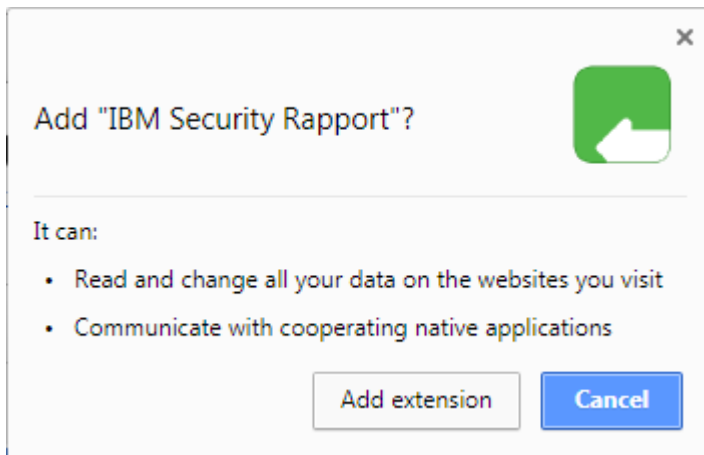 Add "IBM Security Rapport"?
It can:
• Read and change all your data on the websites you visit
• Communicate with cooperating native applications
Add extension Cancel